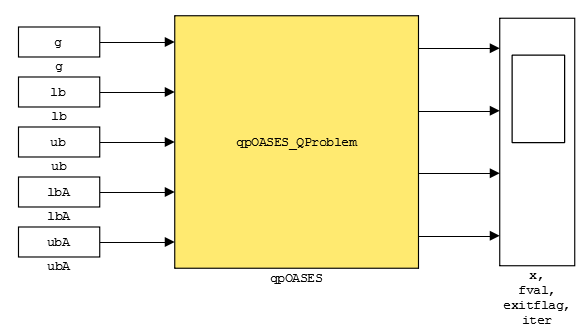 g
g
lb
lb
ub
ub
lbA
lbA
ubA
ubA
qpOASES_QProblem
qpOASES
x,
fval,
exitflag,
iter